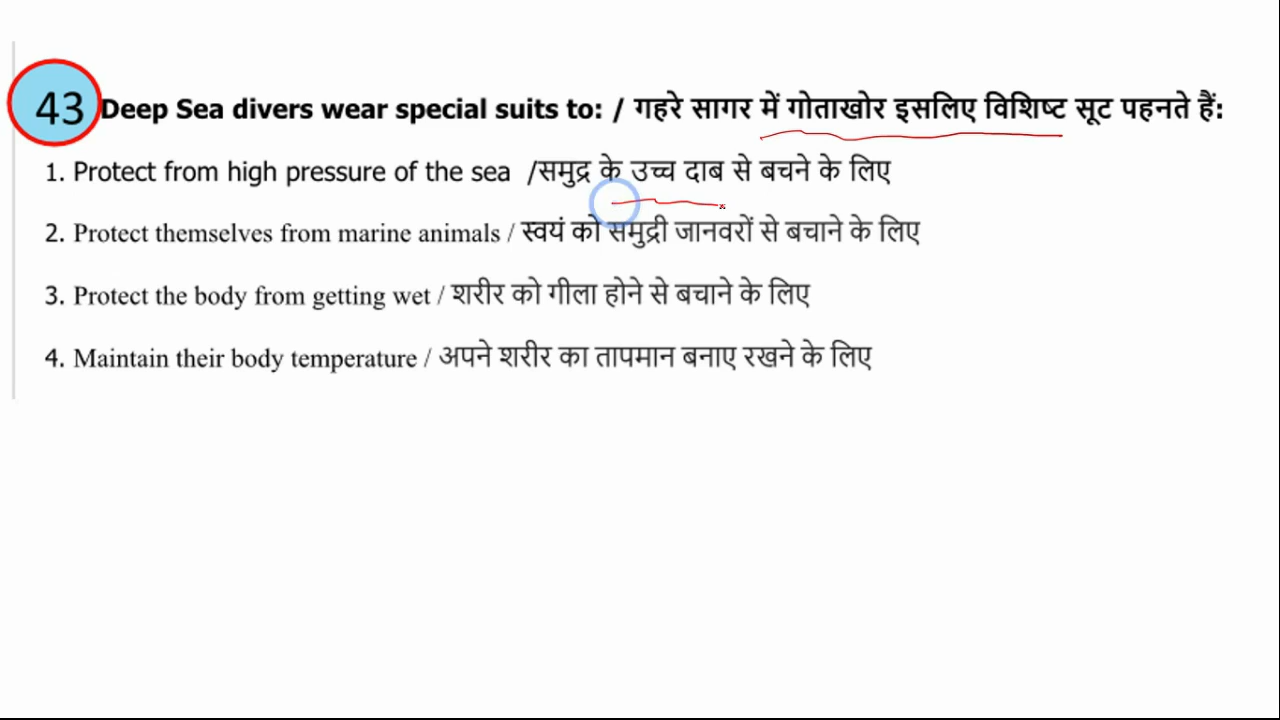 43 Deep Sea divers wear special suits to: / गहरे सागर में गोताखोर इसलिए विशिष्ट सूट पहनते हैं:
1. Protect from high pressure of the sea /समुद्र के उच्च दाब से बचने के लिए
2. Protect themselves from marine animals / स्वयं को समुद्री जानवरों से बचाने के लिए
3. Protect the body from getting wet / शरीर को गीला होने से बचाने के लिए
4. Maintain their body temperature / अपने शरीर का तापमान बनाए रखने के लिए